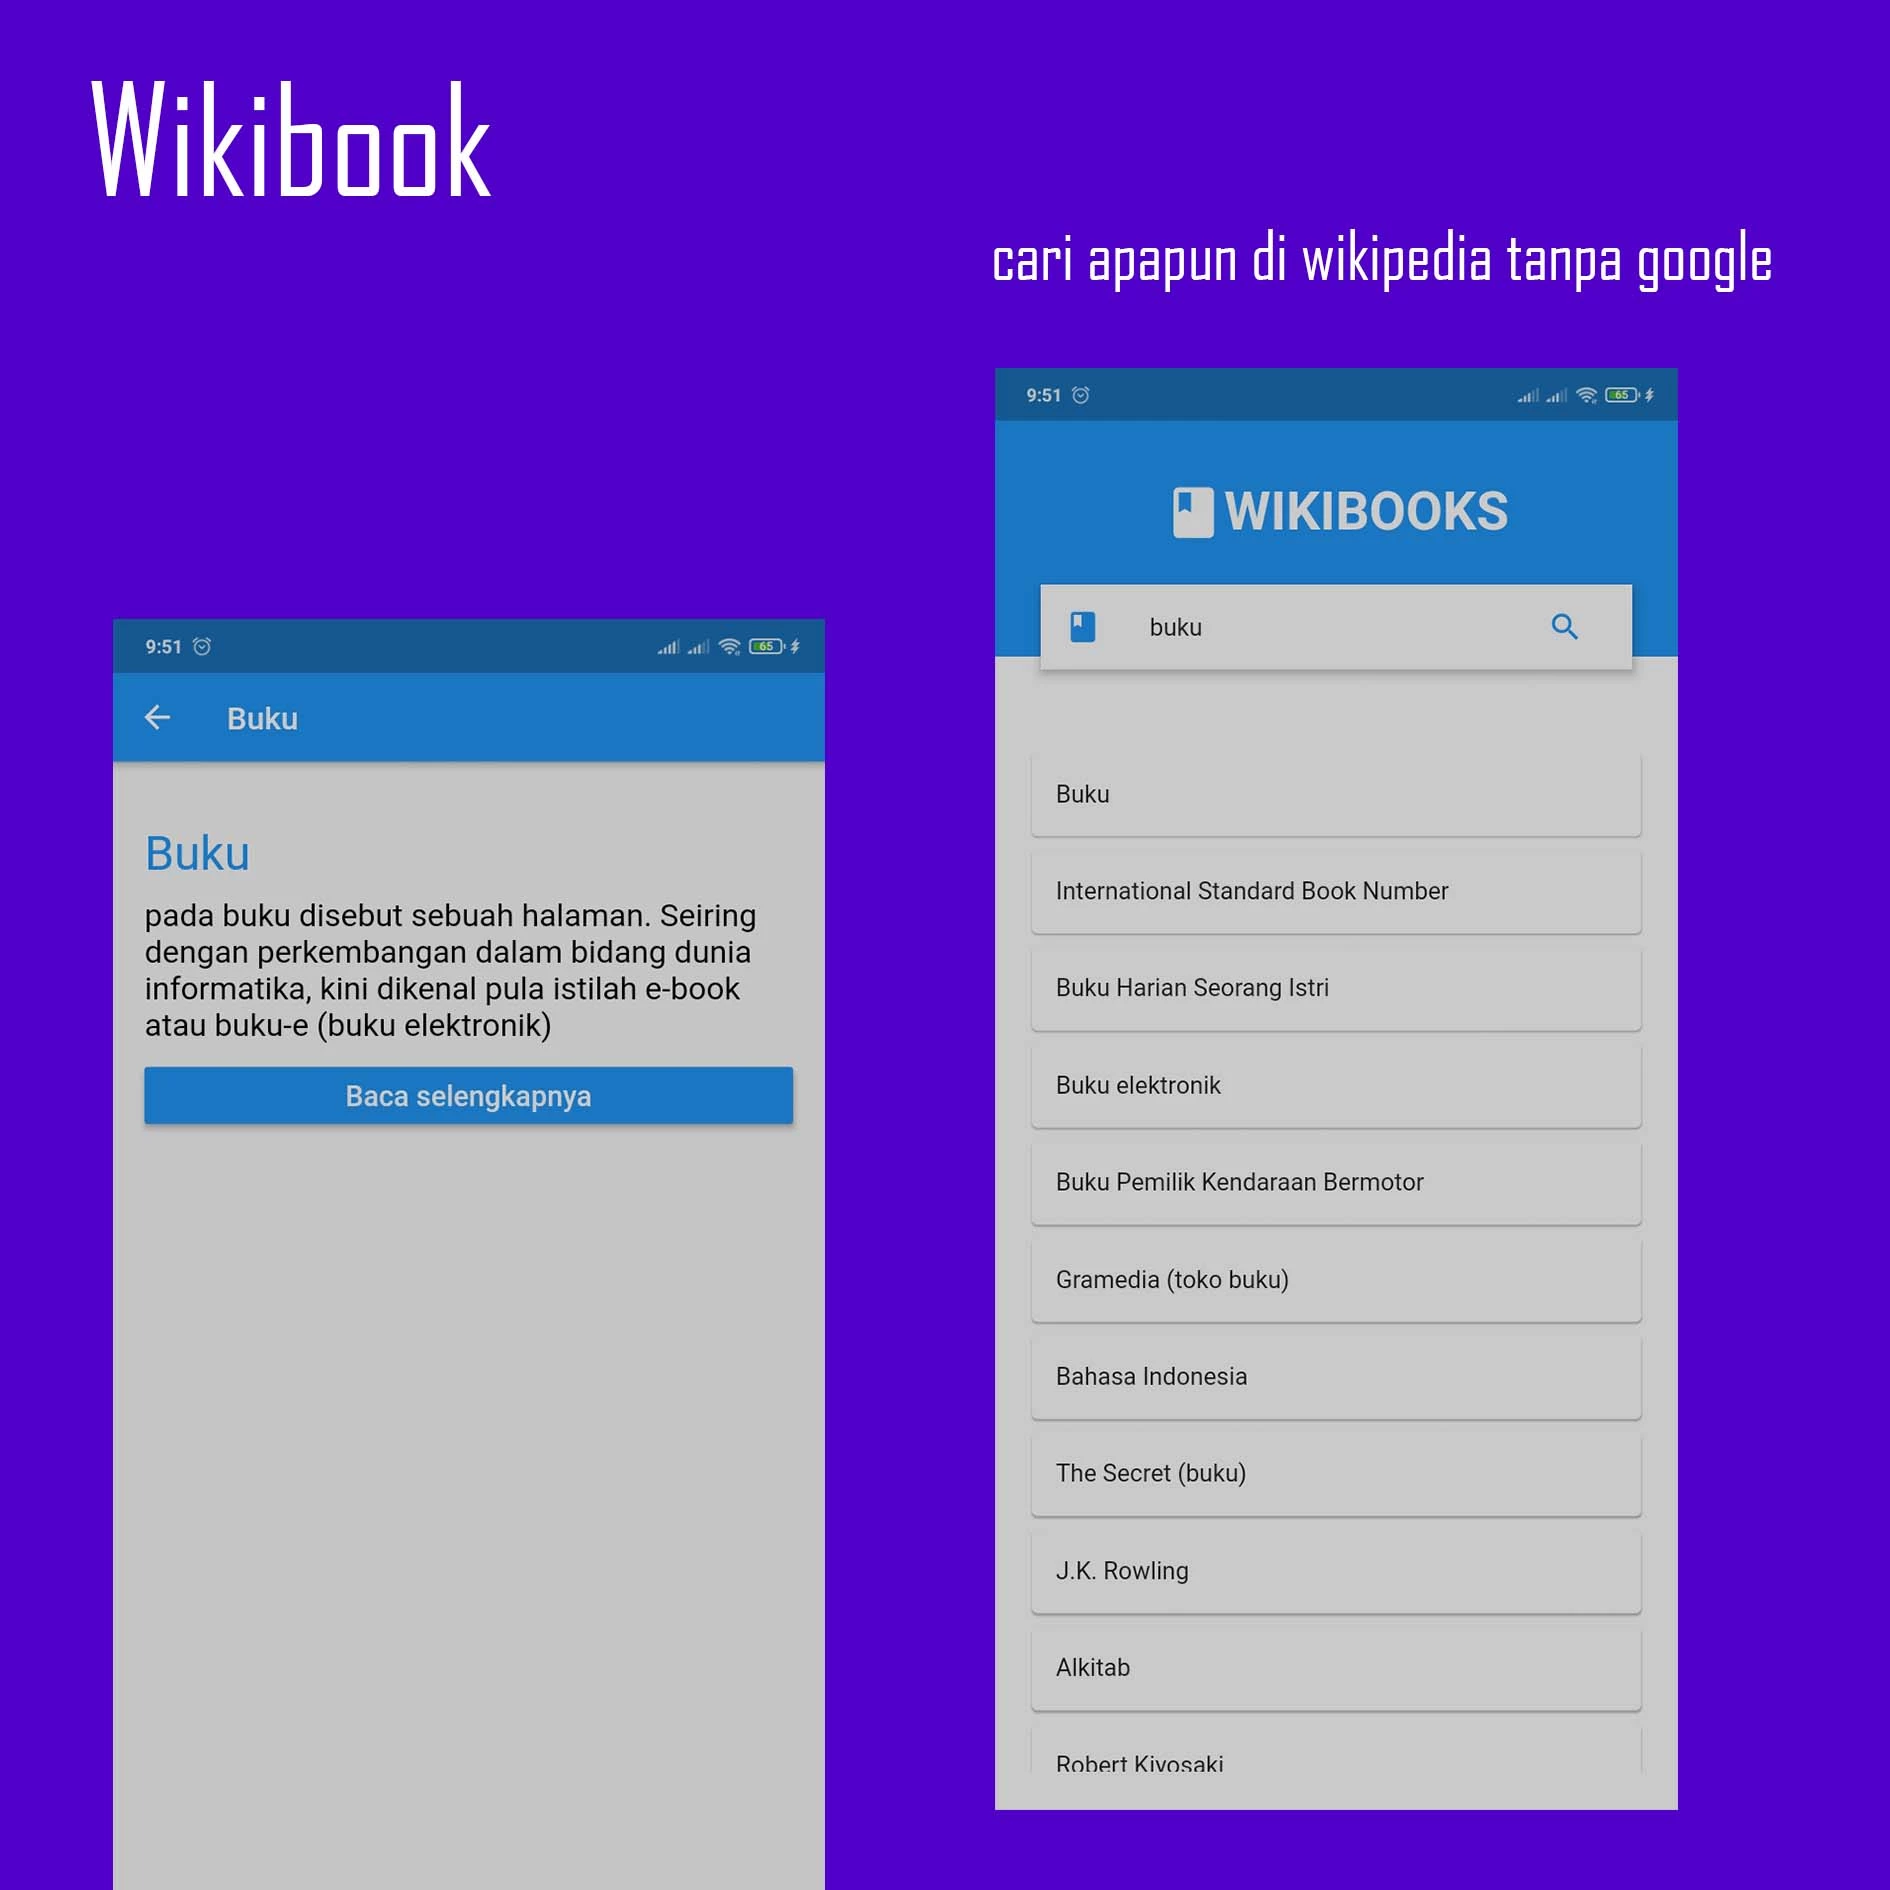 Wikibook
cari apapun di wikipedia tanpa google
9:51
65
Buku
Buku
pada buku disebut sebuah halaman. Seiring
dengan perkembangan dalam bidang dunia
informatika, kini dikenal pula istilah e-book
atau buku-e (buku elektronik)
Baca selengkapnya
9:51
65
WIKIBOOKS
buku
Buku
International Standard Book Number
Buku Harian Seorang Istri
Buku elektronik
Buku Pemilik Kendaraan Bermotor
Gramedia (toko buku)
Bahasa Indonesia
The Secret (buku)
J.K. Rowling
Alkitab
Robert Kiyosaki